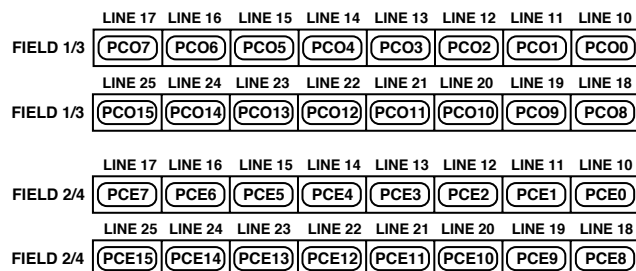 LINE 17 LINE 16 LINE 15 LINE 14 LINE 13 LINE 12 LINE 11 LINE 10
FIELD 1/3 PCO7 PCO6 PCO5 PCO4 PCO3 PCO2 PCO1 PCO0
LINE 25 LINE 24 LINE 23 LINE 22 LINE 21 LINE 20 LINE 19 LINE 18
FIELD 1/3 PCO15 PCO14 PCO13 PCO12 PCO11 PCO10 PCO9 PCO8
LINE 17 LINE 16 LINE 15 LINE 14 LINE 13 LINE 12 LINE 11 LINE 10
FIELD 2/4 PCE7 PCE6 PCE5 PCE4 PCE3 PCE2 PCE1 PCE0
LINE 25 LINE 24 LINE 23 LINE 22 LINE 21 LINE 20 LINE 19 LINE 18
FIELD 2/4 PCE15 PCE14 PCE13 PCE12 PCE11 PCE10 PCE9 PCE8